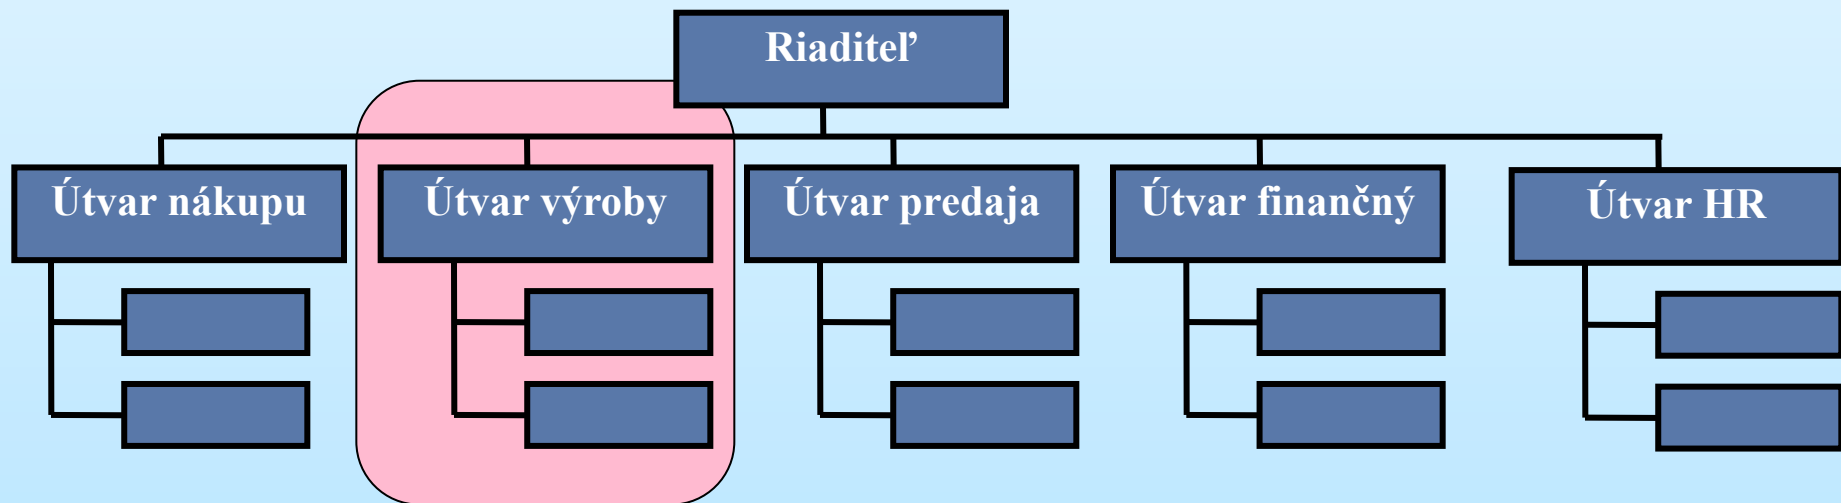 Riaditeľ
Útvar nákupu
Útvar výroby
Útvar predaja
Útvar finančný
Útvar HR